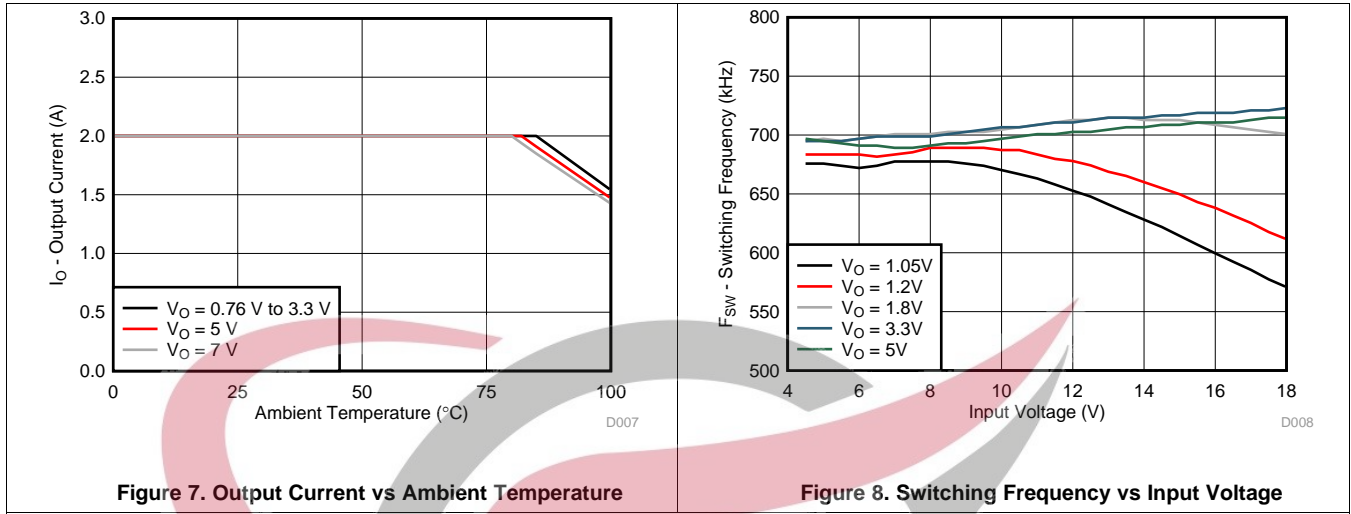 3.0
2.5
2.0
1.5
1.0
0.5
0.0
0 25 50 75 100
IO - Output Current (A)
Ambient Temperature (°C)
VO = 0.76 V to 3.3 V
VO = 5 V
VO = 7 V
D007
Figure 7. Output Current vs Ambient Temperature
800
750
700
650
600
550
500
4 6 8 10 12 14 16 18
FSW - Switching Frequency (kHz)
Input Voltage (V)
VO = 1.05V
VO = 1.2V
VO = 1.8V
VO = 3.3V
VO = 5V
D008
Figure 8. Switching Frequency vs Input Voltage